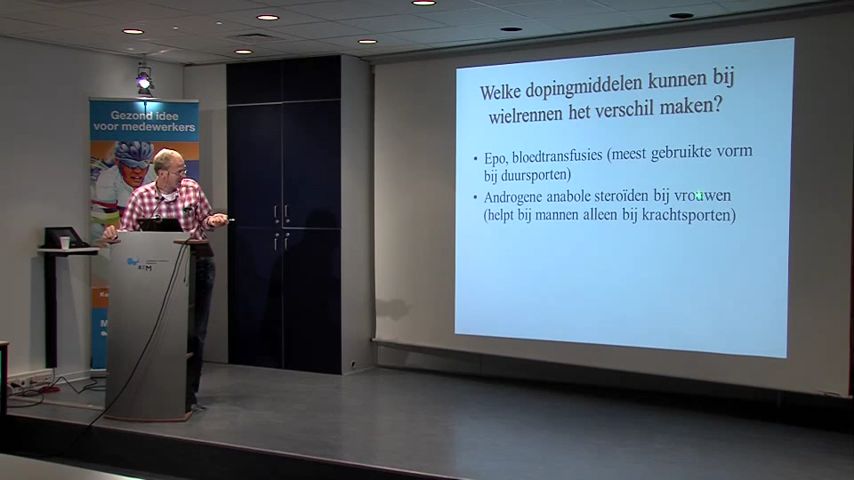 Gezond idee
voor medewerkers
Welke dopingmiddelen kunnen bij
wielrennen het verschil maken?
• Epo, bloedtransfusies (meest gebruikte vorm
bij duursporten)
• Androgene anabole steroïden bij vrouwen
(helpt bij mannen alleen bij krachtsporten)